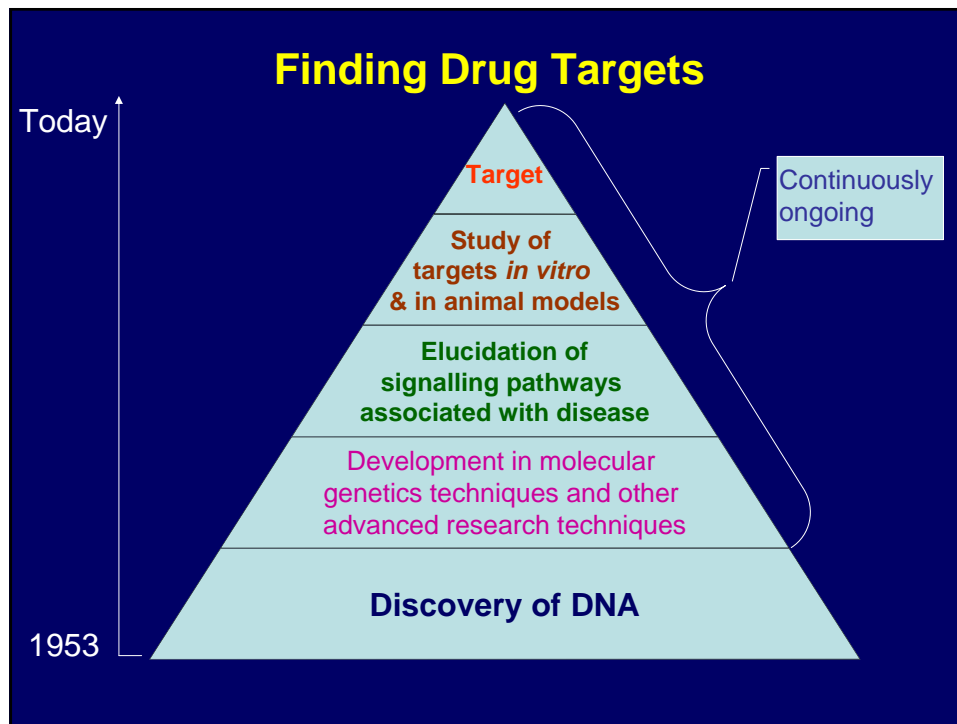 Finding Drug Targets
Today
Target
Continuously
ongoing
Study of
targets in vitro
& in animal models
Elucidation of
signalling pathways
associated with disease
Development in molecular
genetics techniques and other
advanced research techniques
Discovery of DNA
1953